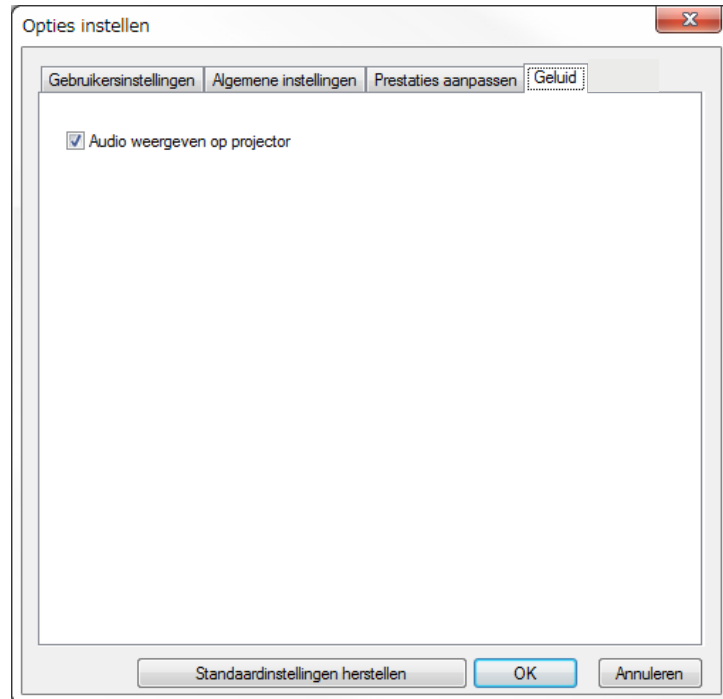 Opties instellen
Gebruikersinstellingen Algemene instellingen Prestaties aanpassen Geluid
Audio weergeven op projector
Standaardinstellingen herstellen OK Annuleren